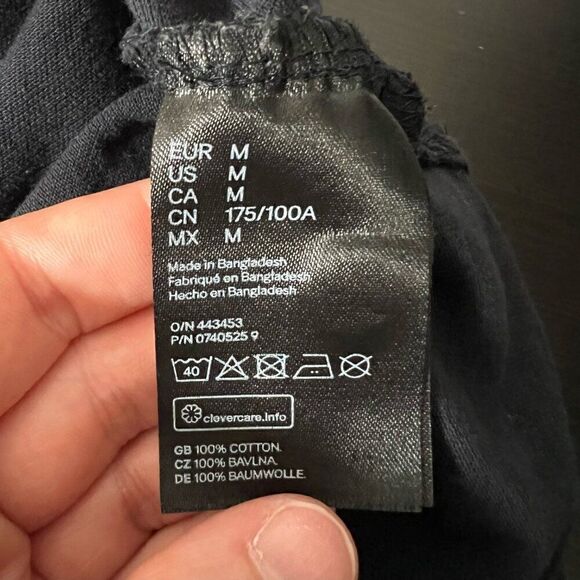 EUR M
US M
CA M
CN 175/100A
MX M
Made in Bangladesh
Fabriqué en Bangladesh
Hecho en Bangladesh
O/N 443453
P/N 0740525 9
40
clevercare.info
GB 100% COTTON.
CZ 100% BAVLNA.
DE 100% BAUMWOLLE.